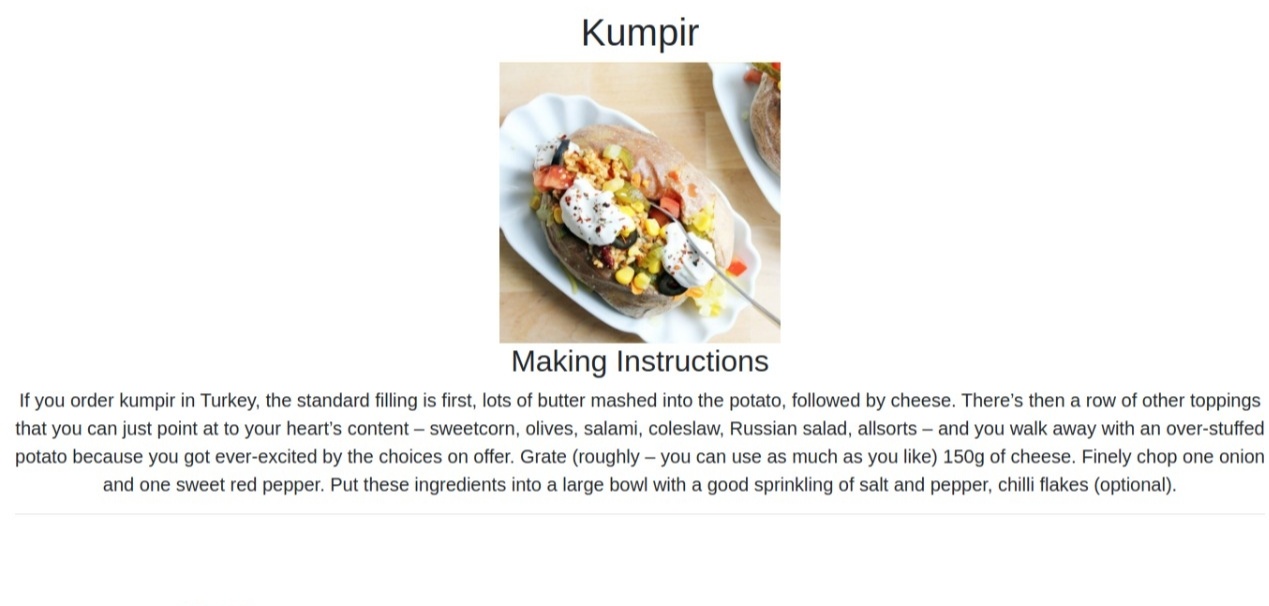 Kumpir
Making Instructions
If you order kumpir in Turkey, the standard filling is first, lots of butter mashed into the potato, followed by cheese. There’s then a row of other toppings
that you can just point at to your heart’s content – sweetcorn, olives, salami, coleslaw, Russian salad, allsorts – and you walk away with an over-stuffed
potato because you got ever-excited by the choices on offer. Grate (roughly – you can use as much as you like) 150g of cheese. Finely chop one onion
and one sweet red pepper. Put these ingredients into a large bowl with a good sprinkling of salt and pepper, chilli flakes (optional).